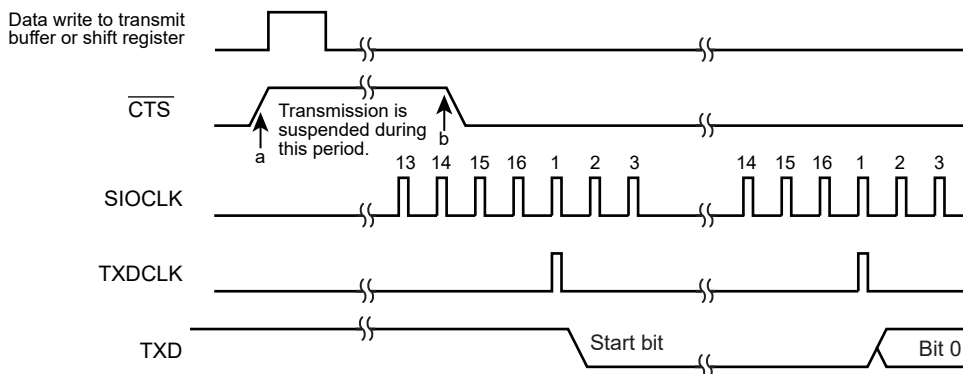 Data write to transmit
buffer or shift register
CTS
Transmission is
suspended during
this period.
a
b
13 14 15 16 1 2 3 14 15 16 1 2 3
SIOCLK
TXDCLK
TXD
Start bit
Bit 0